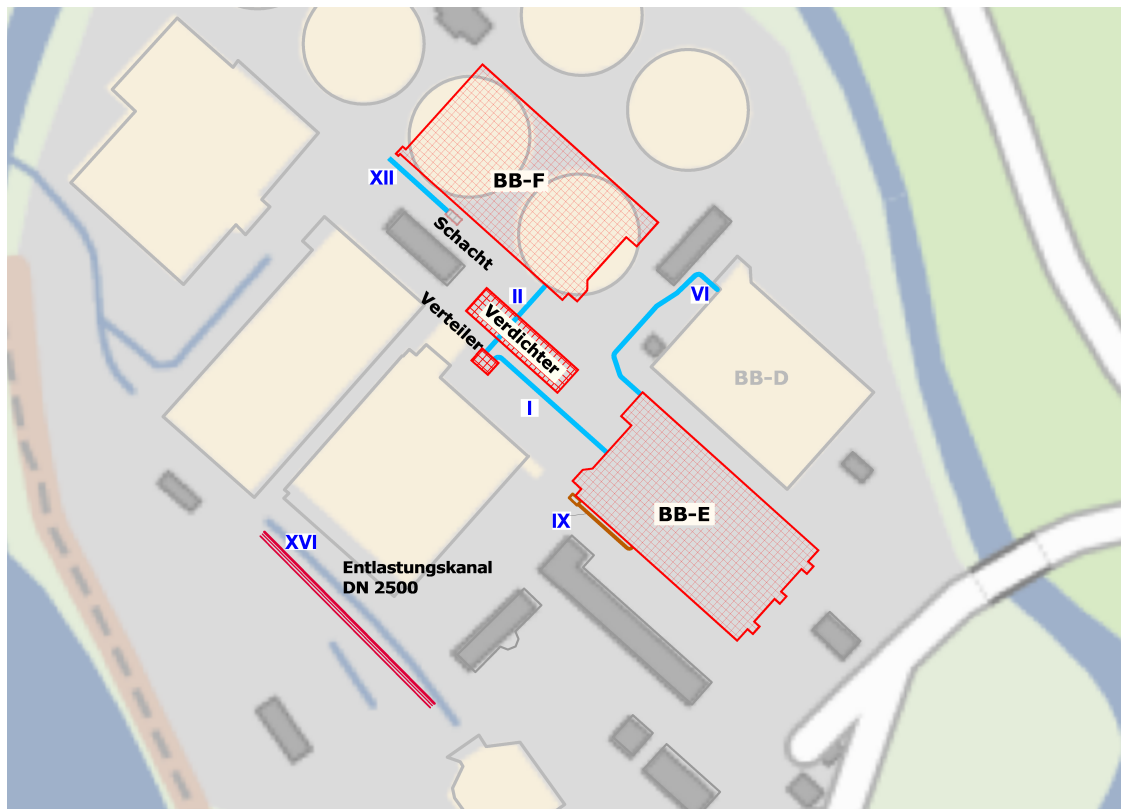 XII
BB-F
Schacht
II
VI
Verteiler
Verdichter
BB-D
I
BB-E
IX
XVI
Entlastungskanal
DN 2500